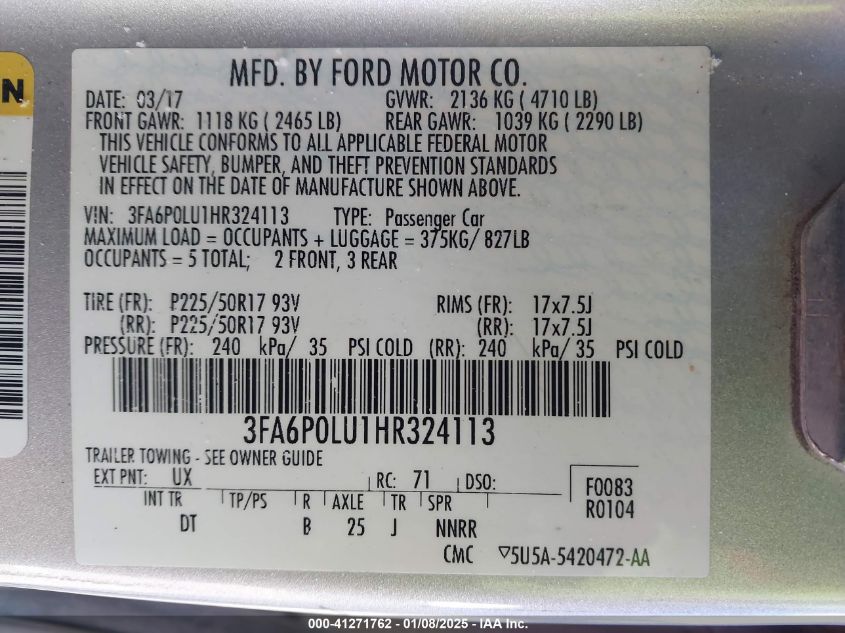 N
MFD. BY FORD MOTOR CO.
DATE: 03/17 GVWR: 2136 KG ( 4710 LB)
FRONT GAWR: 1118 KG ( 2465 LB) REAR GAWR: 1039 KG ( 2290 LB)
THIS VEHICLE CONFORMS TO ALL APPLICABLE FEDERAL MOTOR
VEHICLE SAFETY, BUMPER, AND THEFT PREVENTION STANDARDS
IN EFFECT ON THE DATE OF MANUFACTURE SHOWN ABOVE.
VIN: 3FA6P0LU1HR324113 TYPE: Passenger Car
MAXIMUM LOAD = OCCUPANTS + LUGGAGE = 375KG/ 827LB
OCCUPANTS = 5 TOTAL; 2 FRONT, 3 REAR
TIRE (FR): P225/50R17 93V RIMS (FR): 17x7.5J
(RR): P225/50R17 93V (RR): 17x7.5J
PRESSURE (FR): 240 kPa/ 35 PSI COLD (RR): 240 kPa/ 35 PSI COLD
3FA6P0LU1HR324113
TRAILER TOWING - SEE OWNER GUIDE
EXT PNT: UX RC: 71 DSO: F0083
INT TR TP/PS R AXLE TR SPR R0104
DT B 25 J NNRR
CMC ▽5U5A-5420472-AA
000-41271762 - 01/08/2025 - IAA Inc.